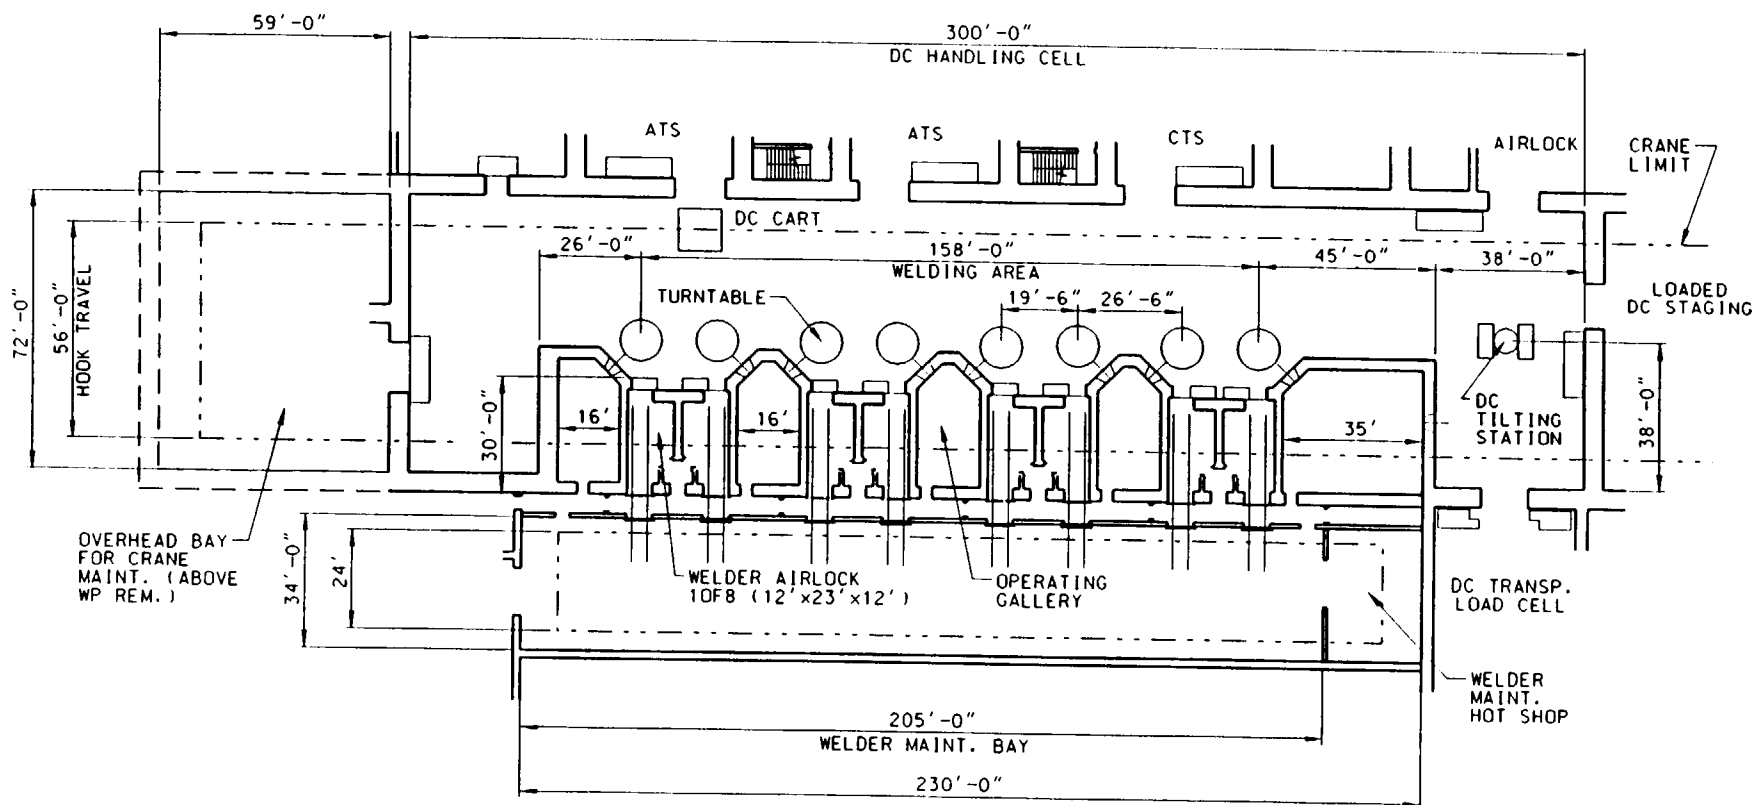 59'-0"
300'-0"
DC HANDLING CELL
ATS
ATS
CTS
AIRLOCK
CRANE
LIMIT
DC CART
26'-0"
158'-0"
WELDING AREA
45'-0"
38'-0"
72'-0"
56'-0"
HOOK TRAVEL
TURNTABLE
19'-6"
26'-6"
LOADED
DC STAGING
30'-0"
16'
16'
35'
DC
TILTING
STATION
38'-0"
OVERHEAD BAY
FOR CRANE
MAINT. (ABOVE
WP REM.)
34'-0"
24'
WELDER AIRLOCK
1OF8 (12'x23'x12')
OPERATING
GALLERY
DC TRANSP.
LOAD CELL
WELDER
MAINT.
HOT SHOP
205'-0"
WELDER MAINT. BAY
230'-0"